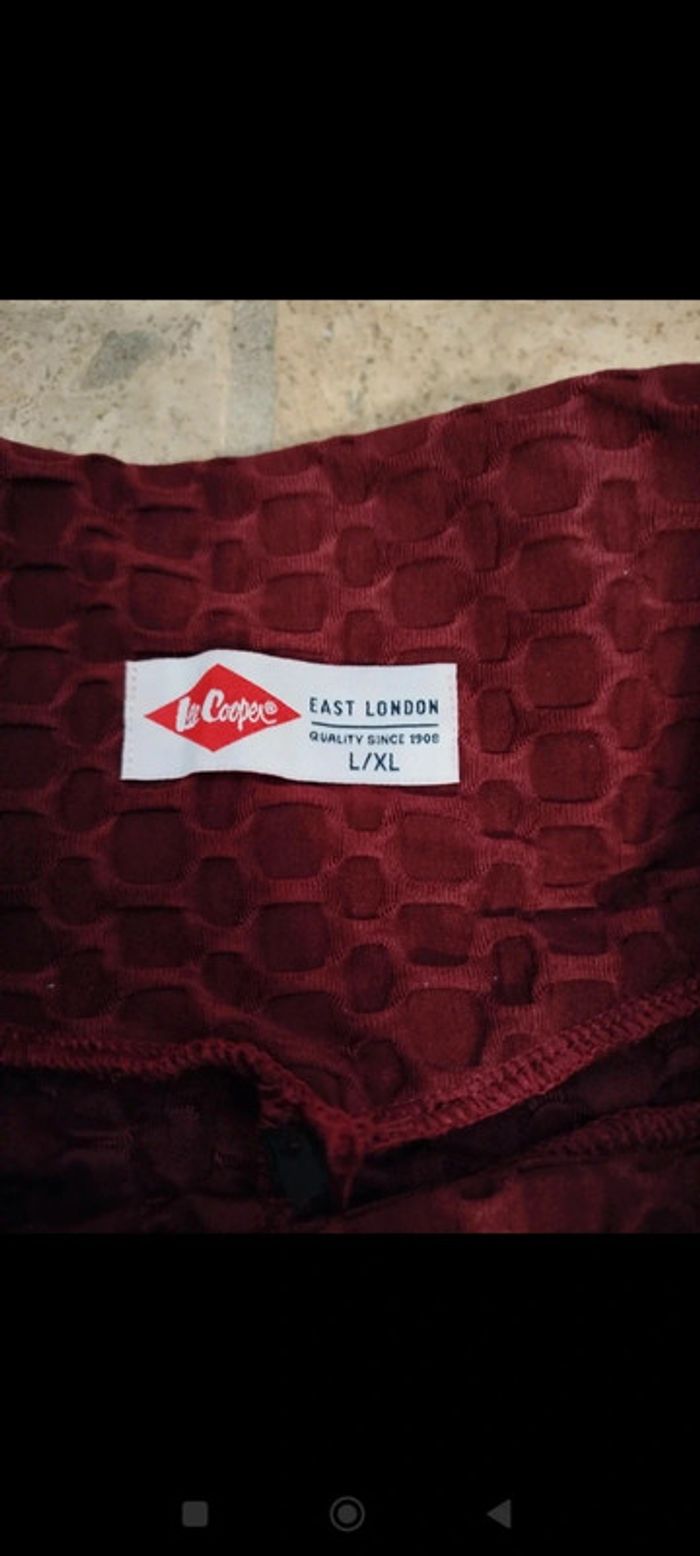 Lee Cooper®
EAST LONDON
QUALITY SINCE 1908
L/XL